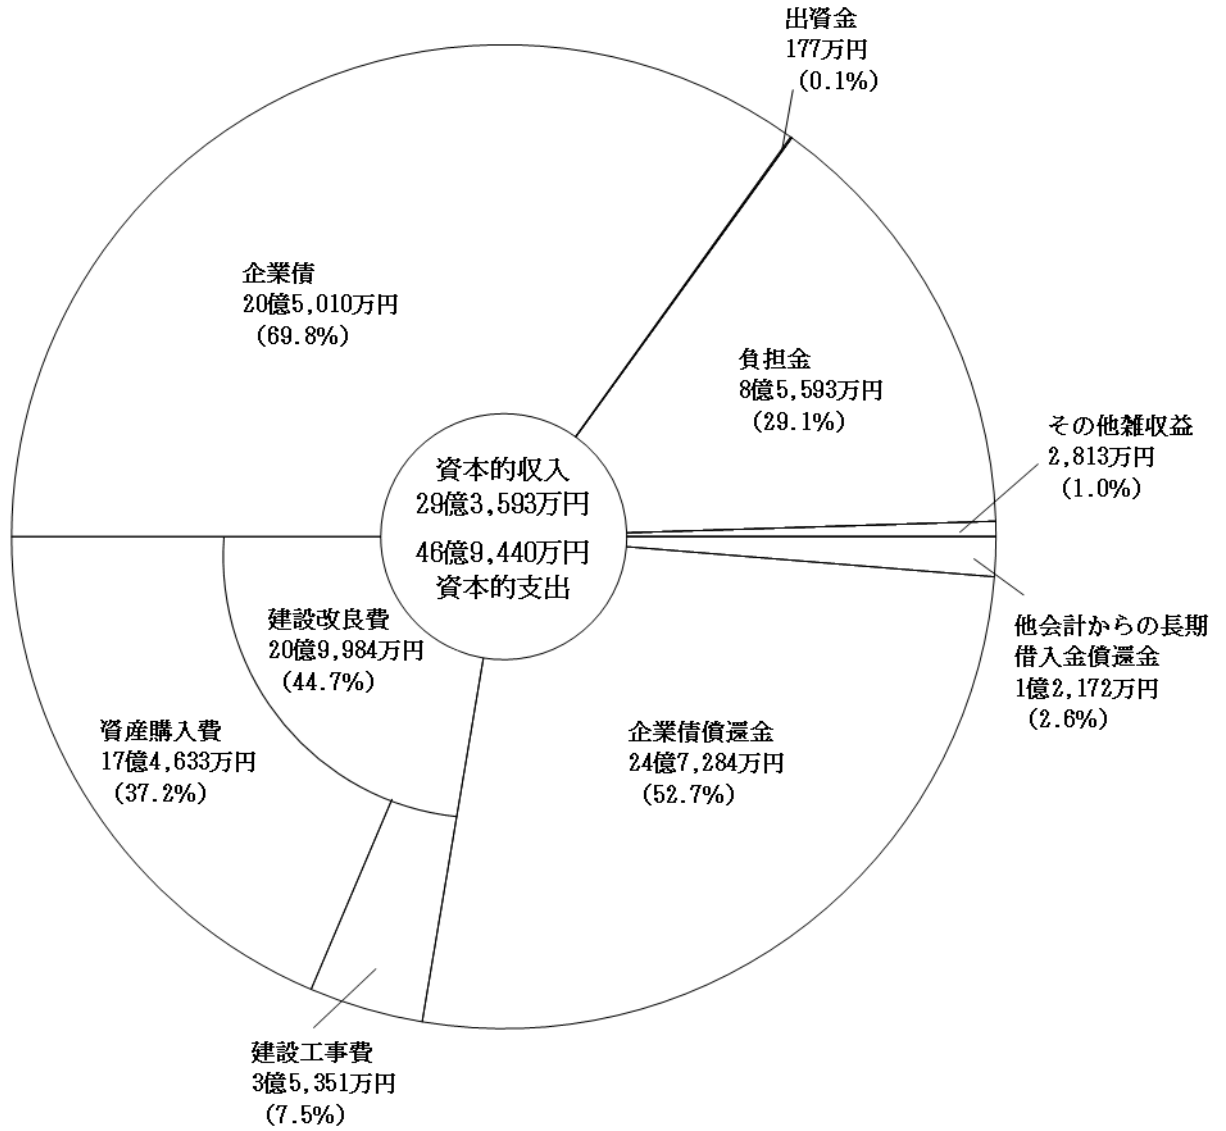 出資金
177万円
(0.1%)
企業債
20億5,010万円
(69.8%)
負担金
8億5,593万円
(29.1%)
その他雑収益
2,813万円
(1.0%)
資本的収入
29億3,593万円
46億9,440万円
資本的支出
建設改良費
20億9,984万円
(44.7%)
他会計からの長期
借入金償還金
1億2,172万円
(2.6%)
資産購入費
17億4,633万円
(37.2%)
企業債償還金
24億7,284万円
(52.7%)
建設工事費
3億5,351万円
(7.5%)